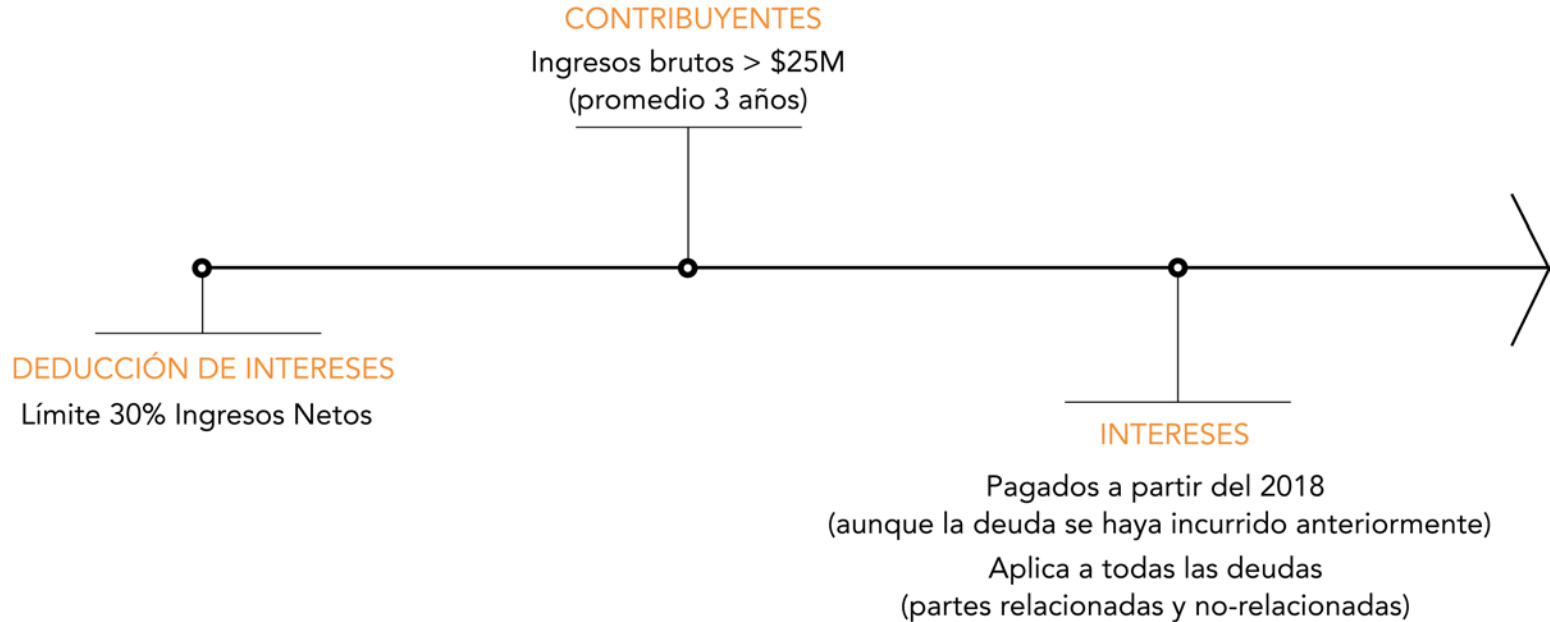 CONTRIBUYENTES
Ingresos brutos > $25M
(promedio 3 años)
DEDUCCIÓN DE INTERESES
Límite 30% Ingresos Netos
INTERESES
Pagados a partir del 2018
(aunque la deuda se haya incurrido anteriormente)
Aplica a todas las deudas
(partes relacionadas y no-relacionadas)